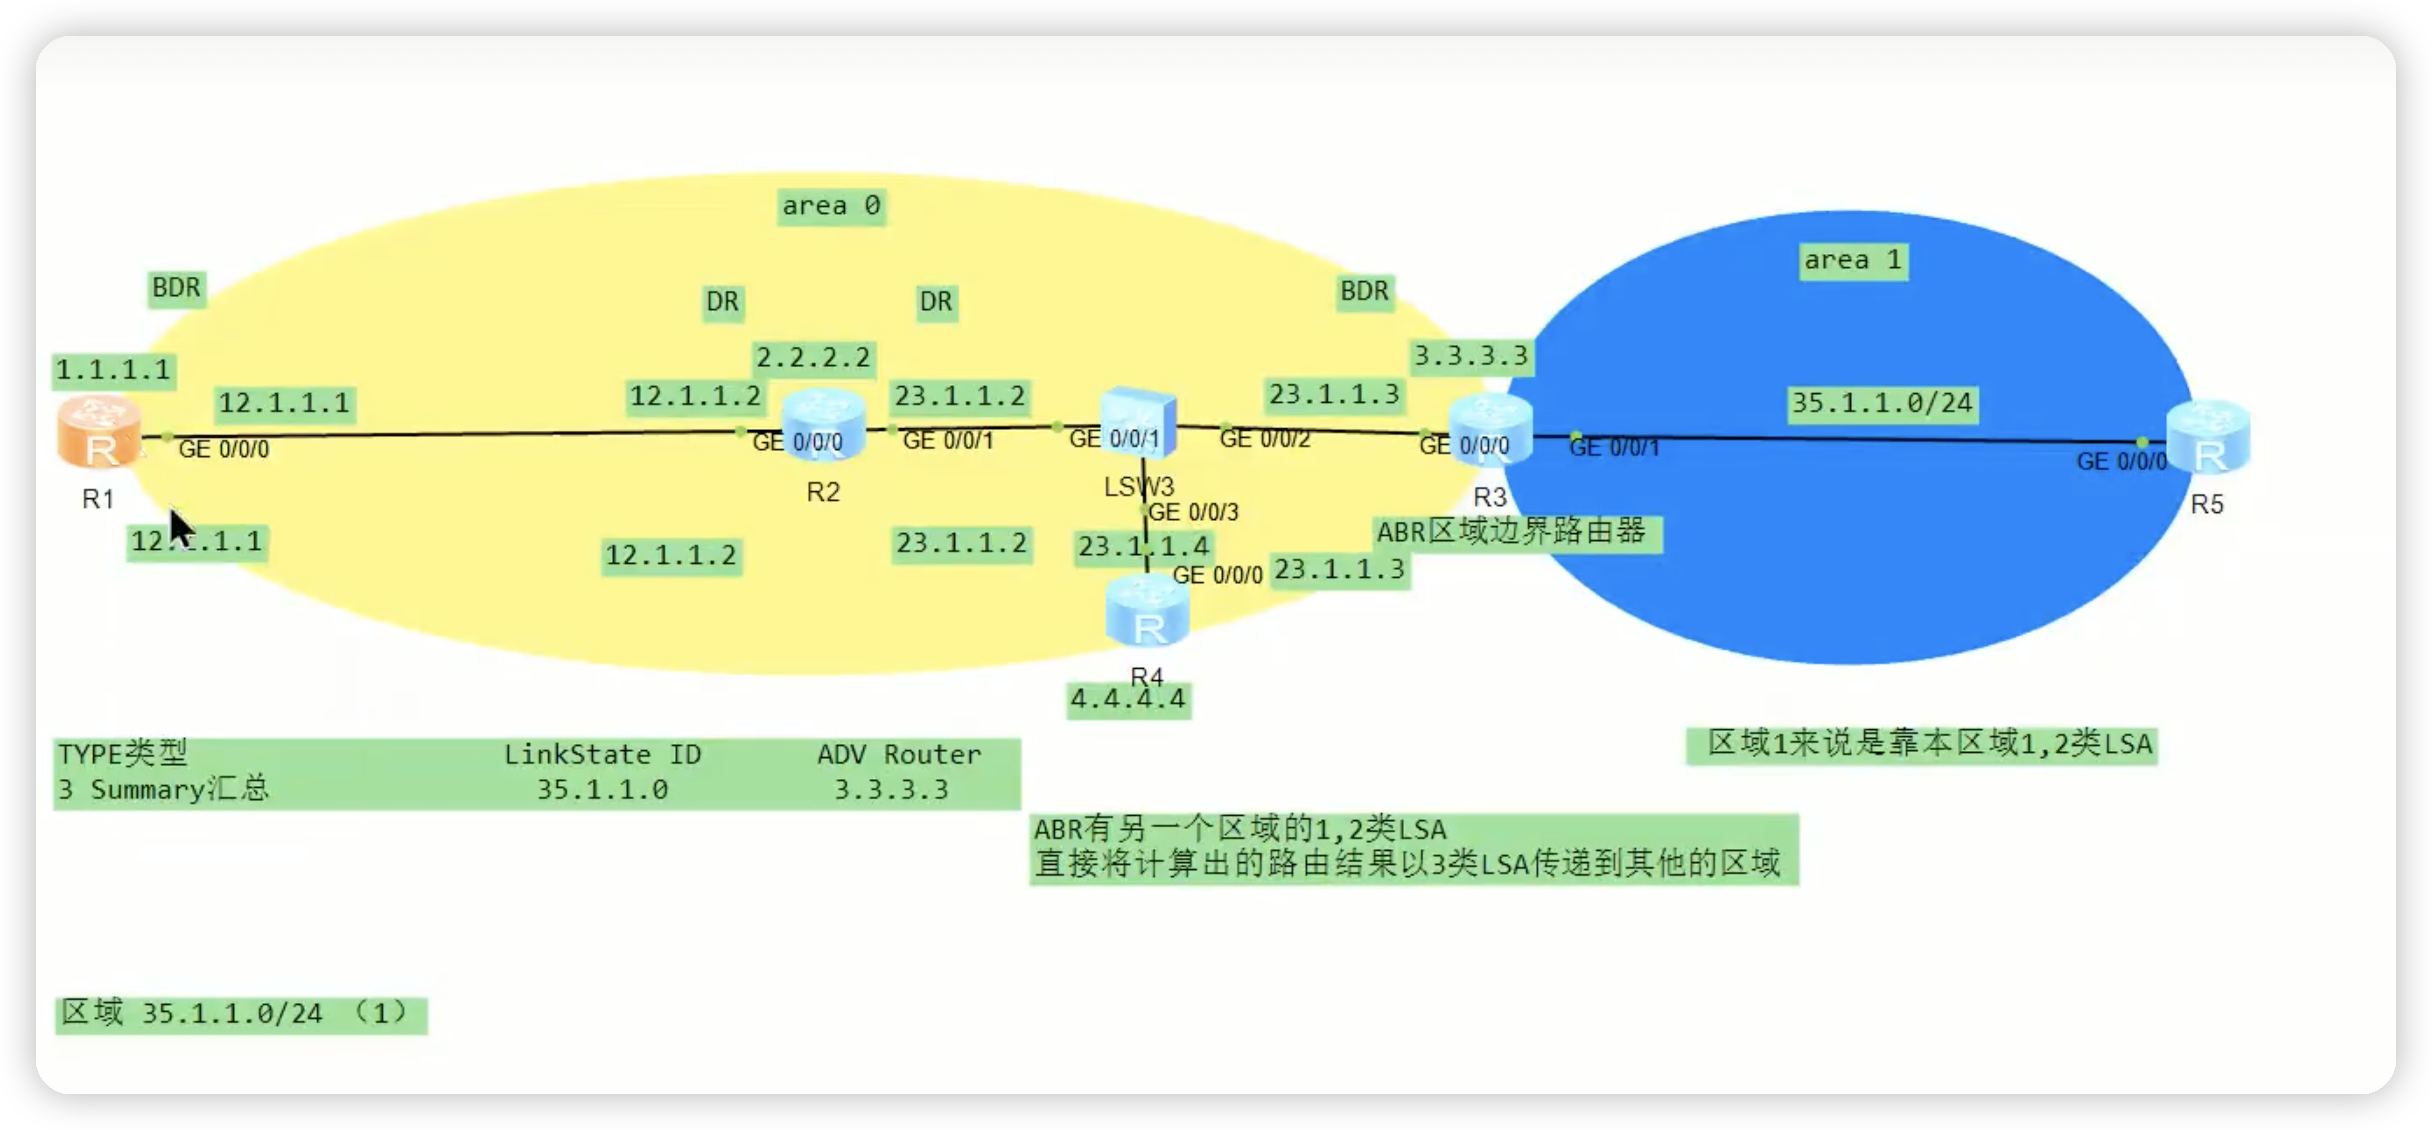 area 0
area 1
BDR
DR
DR
BDR
1.1.1.1
2.2.2.2
3.3.3.3
12.1.1.1
12.1.1.2
23.1.1.2
23.1.1.3
35.1.1.0/24
GE 0/0/0
GE 0/0/0
GE 0/0/1
GE 0/0/1
GE 0/0/2
GE 0/0/0
GE 0/0/1
GE 0/0/0
R
R
R
R
R1
R2
LSW3
R3
R5
GE 0/0/3
ABR区域边界路由器
12.1.1.2
23.1.1.2
23.1.1.4
23.1.1.3
GE 0/0/0
R
R4
4.4.4.4
TYPE类型 LinkState ID ADV Router
3 Summary汇总 35.1.1.0 3.3.3.3
区域1来说是靠本区域1,2类LSA
ABR有另一个区域的1,2类LSA
直接将计算出的路由结果以3类LSA传递到其他的区域
区域 35.1.1.0/24 （1）